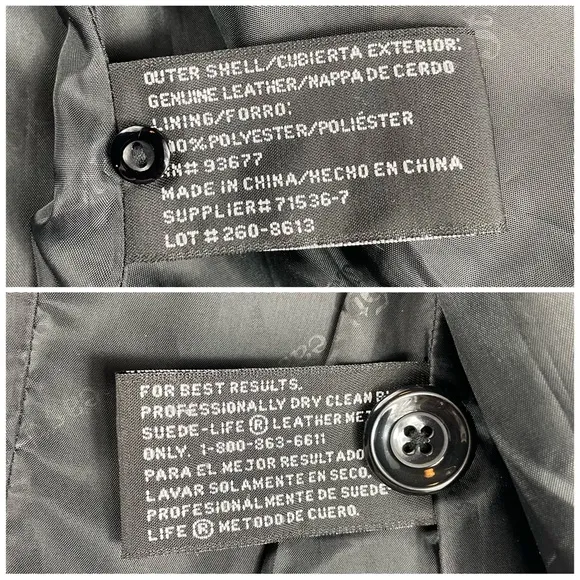 OUTER SHELL/CUBIERTA EXTERIOR:
GENUINE LEATHER/NAPPA DE CERDO
LINING/FORRO:
00%POLYESTER/POLIÉSTER
N# 93677
MADE IN CHINA/HECHO EN CHINA
SUPPLIER# 71536-7
LOT # 260-8613
FOR BEST RESULTS.
PROFESSIONALLY DRY CLEAN
SUEDE-LIFE ® LEATHER MET
ONLY. 1-800-863-6611
PARA EL MEJOR RESULTADO
LAVAR SOLAMENTE EN SECO.
PROFESIONALMENTE DE SUEDE-
LIFE ® METODO DE CUERO.